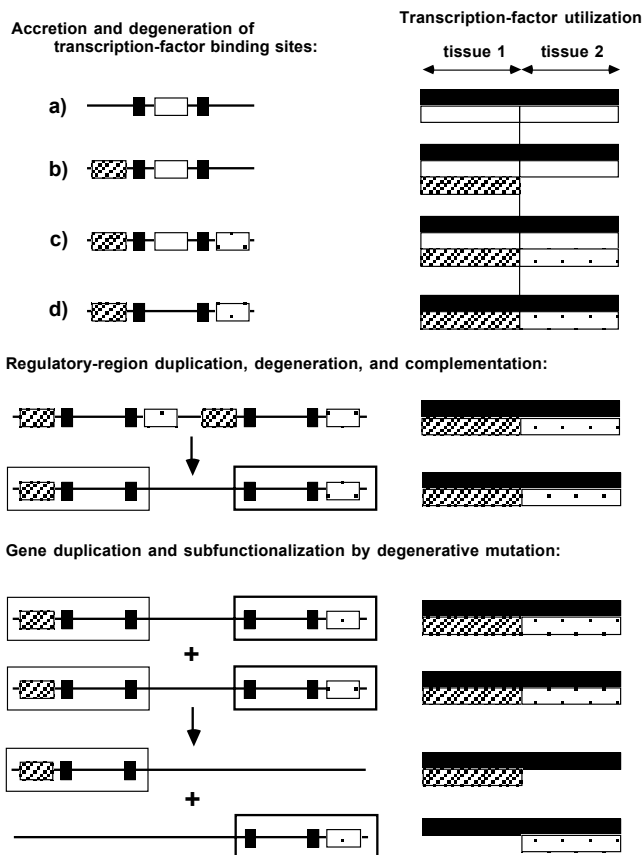 Accretion and degeneration of
transcription-factor binding sites:
Transcription-factor utilization
tissue 1 tissue 2
a)
b)
c)
d)
Regulatory-region duplication, degeneration, and complementation:
Gene duplication and subfunctionalization by degenerative mutation:
+
+